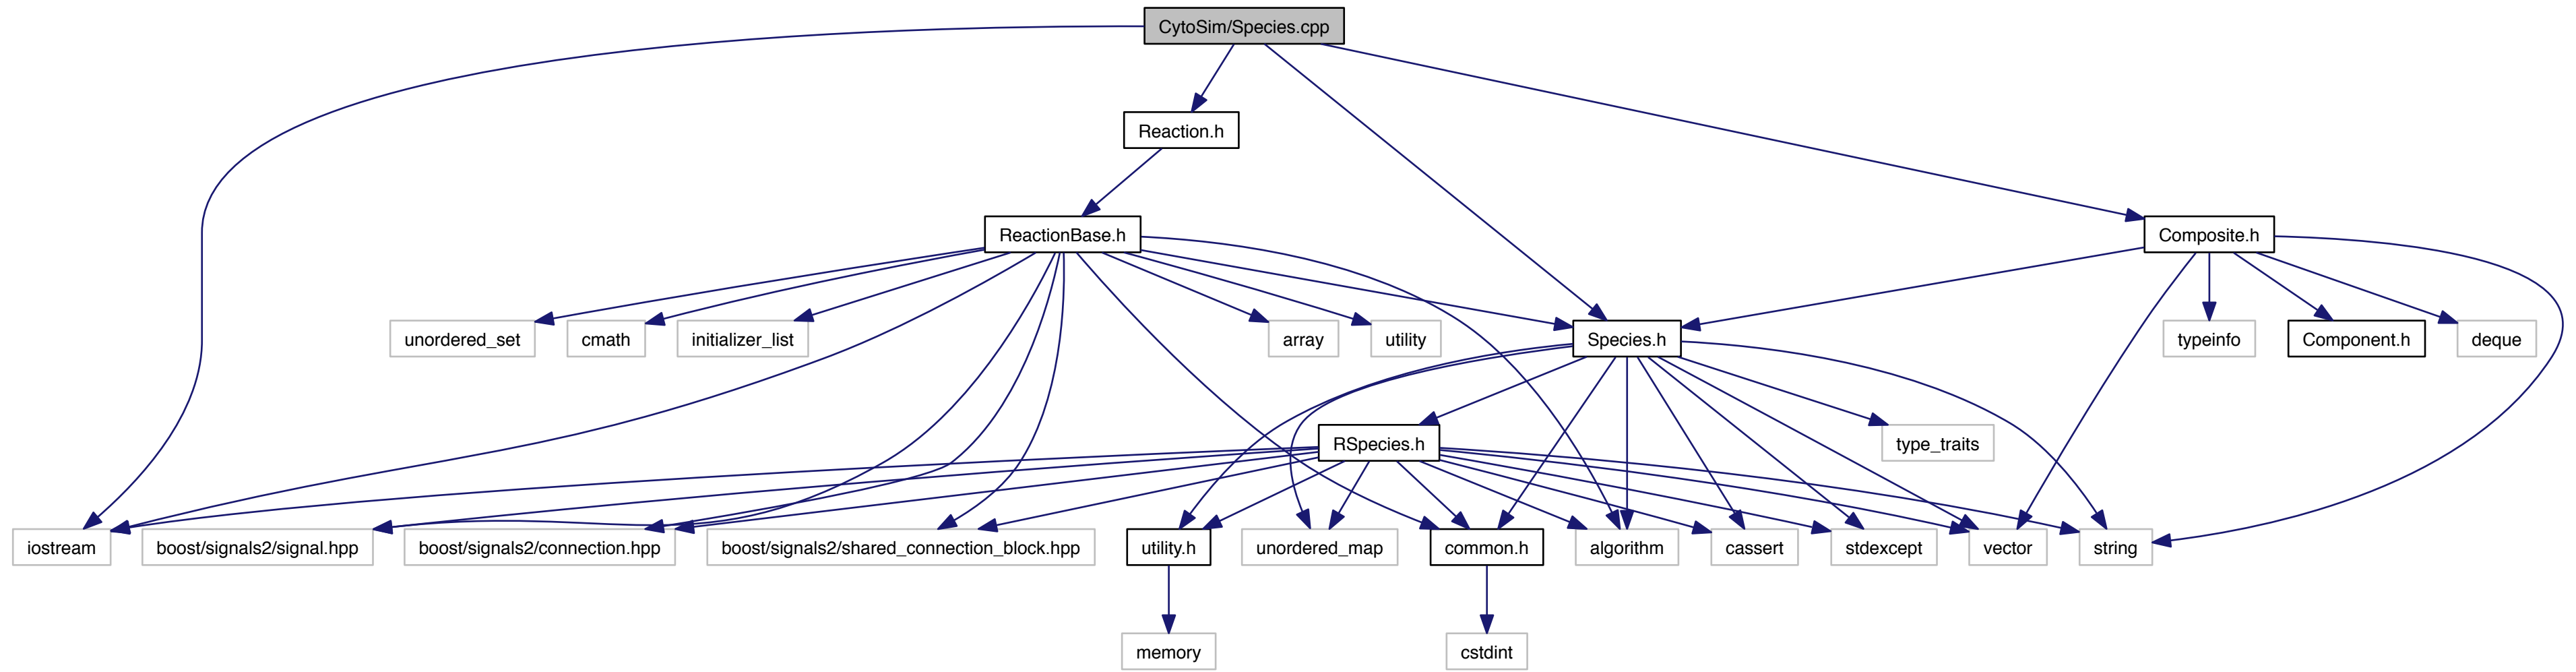 CytoSim/Species.cpp
Reaction.h
ReactionBase.h
Composite.h
unordered_set
cmath
initializer_list
array
utility
Species.h
typeinfo
Component.h
deque
RSpecies.h
type_traits
iostream
boost/signals2/signal.hpp
boost/signals2/connection.hpp
boost/signals2/shared_connection_block.hpp
utility.h
unordered_map
common.h
algorithm
cassert
stdexcept
vector
string
memory
cstdint